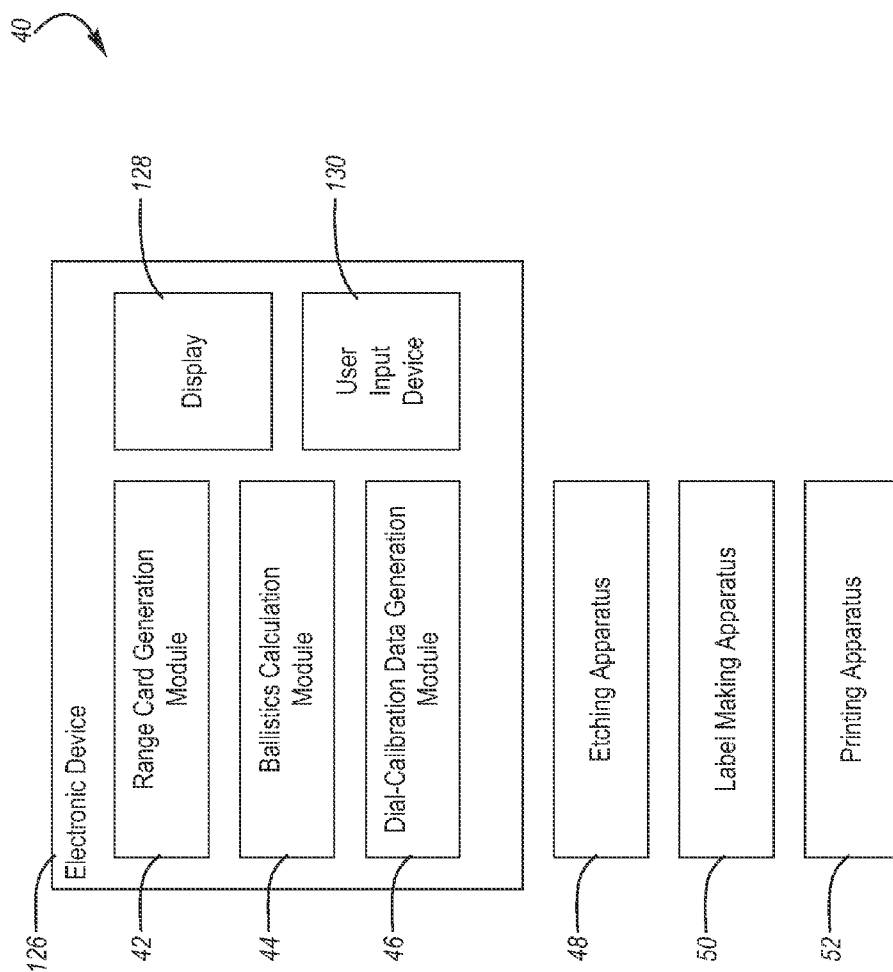 40
126
Electronic Device
42
Range Card Generation
Module
44
Ballistics Calculation
Module
46
Dial-Calibration Data Generation
Module
Display
128
User
Input
Device
130
48
Etching Apparatus
50
Label Making Apparatus
52
Printing Apparatus